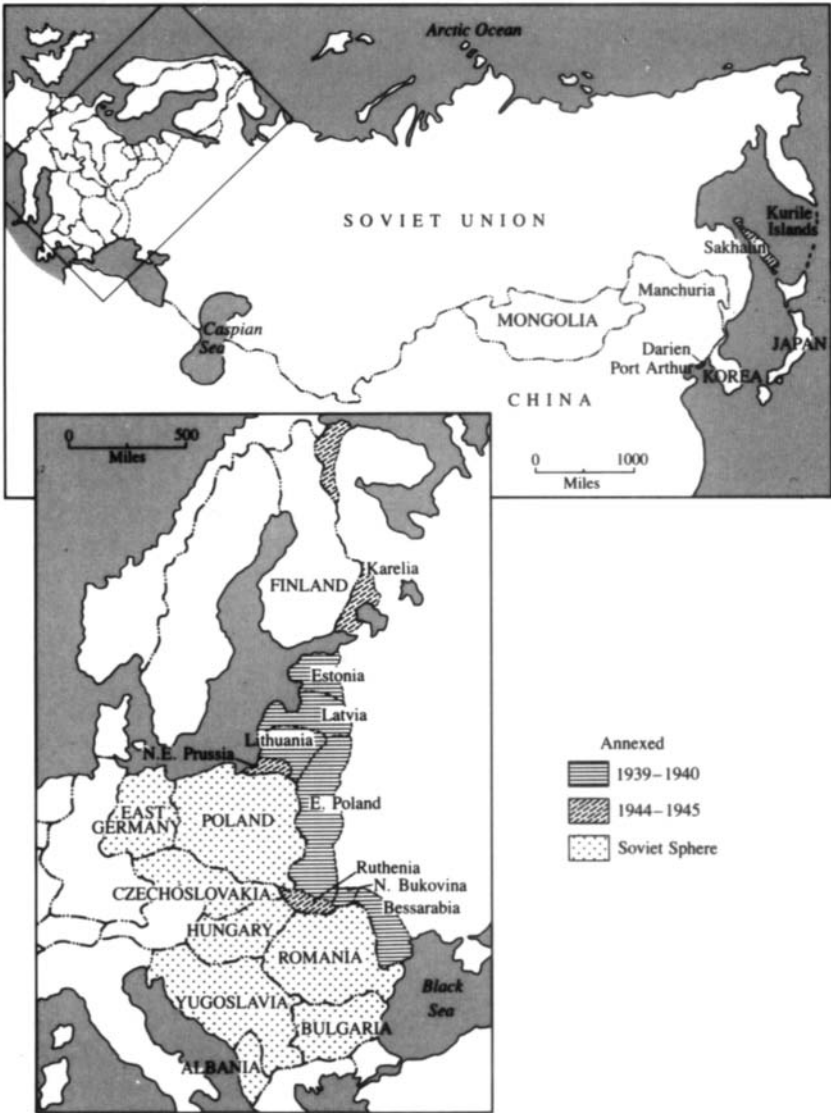 Arctic Ocean
SOVIET UNION
Kurile
Islands
Sakhalin
Manchuria
MONGOLIA
Caspian
Sea
JAPAN
Darien
Port Arthur
KOREA
CHINA
0 1000
Miles
0 500
Miles
Karelia
FINLAND
Estonia
Latvia
Lithuania
N.E. Prussia
E. Poland
EAST
GERMAN
POLAND
Ruthenia
N. Bukovina
CZECHOSLOVAKIA
Bessarabia
HUNGARY
ROMANIA
YUGOSLAVIA
Black
Sea
BULGARIA
ALBANIA
Annexed
1939–1940
1944–1945
Soviet Sphere